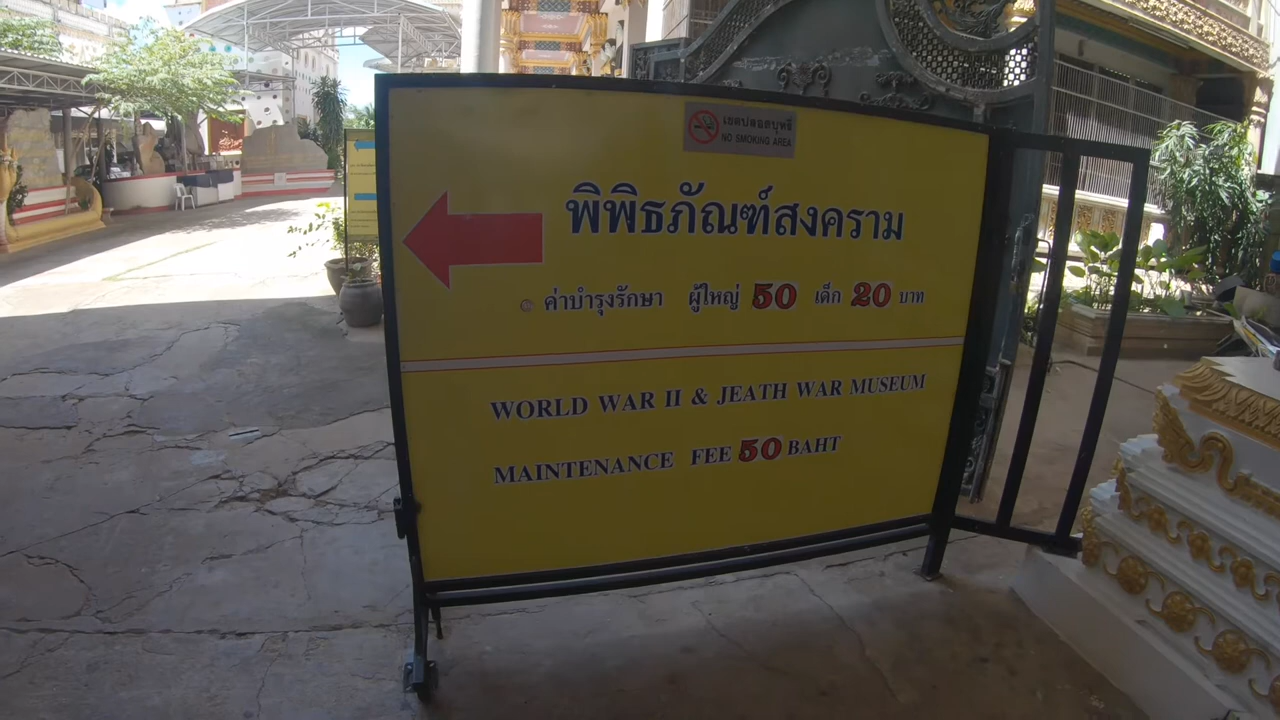 เขตปลอดบุหรี่
NO SMOKING AREA
พิพิธภัณฑ์สงคราม
ค่าบำรุงรักษา ผู้ใหญ่ 50 เด็ก 20 บาท
WORLD WAR II & JEATH WAR MUSEUM
MAINTENANCE FEE 50 BAHT